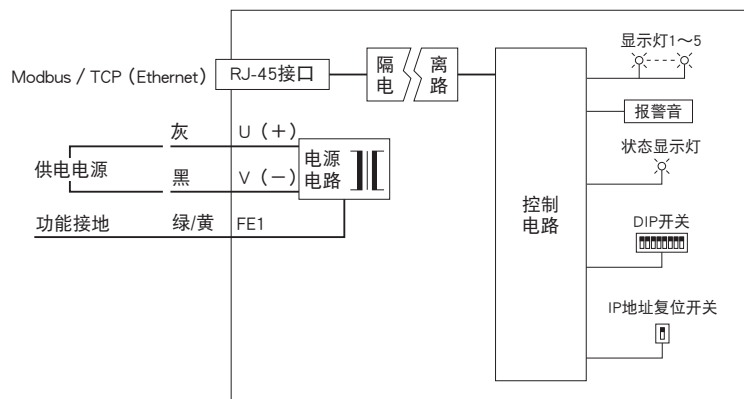 显示灯1～5
Modbus / TCP (Ethernet)
RJ-45接口
隔 离
电 路
报警音
灰
U（＋）
供电电源
电源
电路
状态显示灯
黑
V（－）
控制
电路
功能接地
绿/黄
FE1
DIP开关
IP地址复位开关